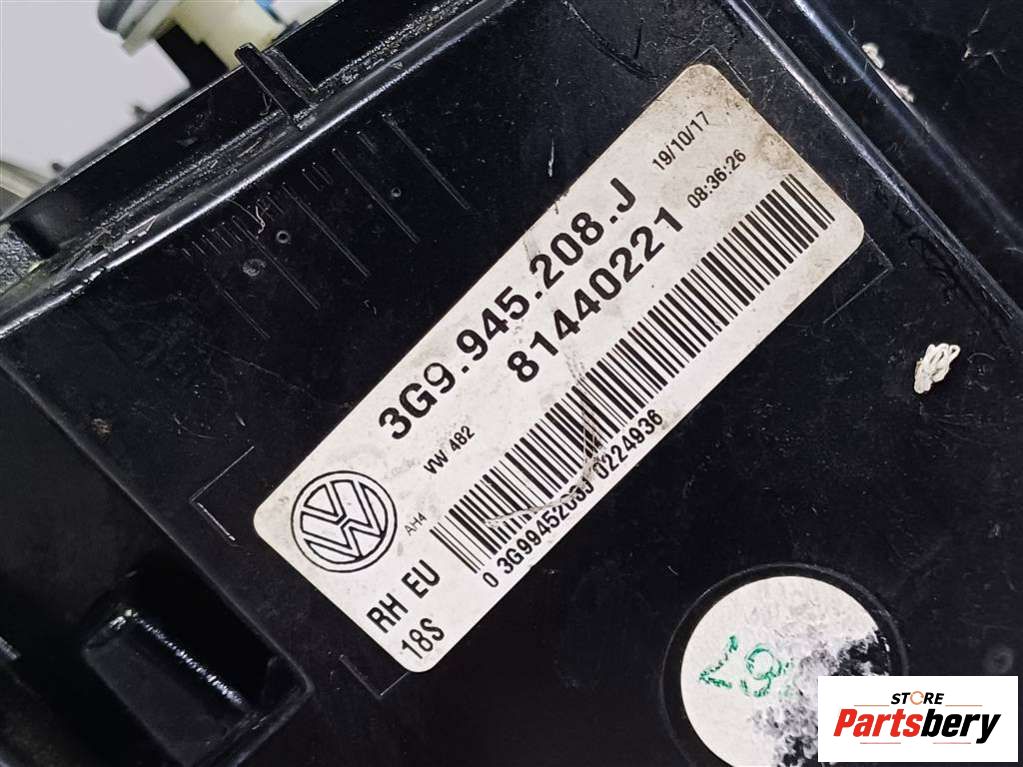 3G9.945.208.J
19/10/17
81440221
08:36:26
VW 482
AH4
0 3G9945208J 0224936
RH EU
18S
STORE
Partsbery